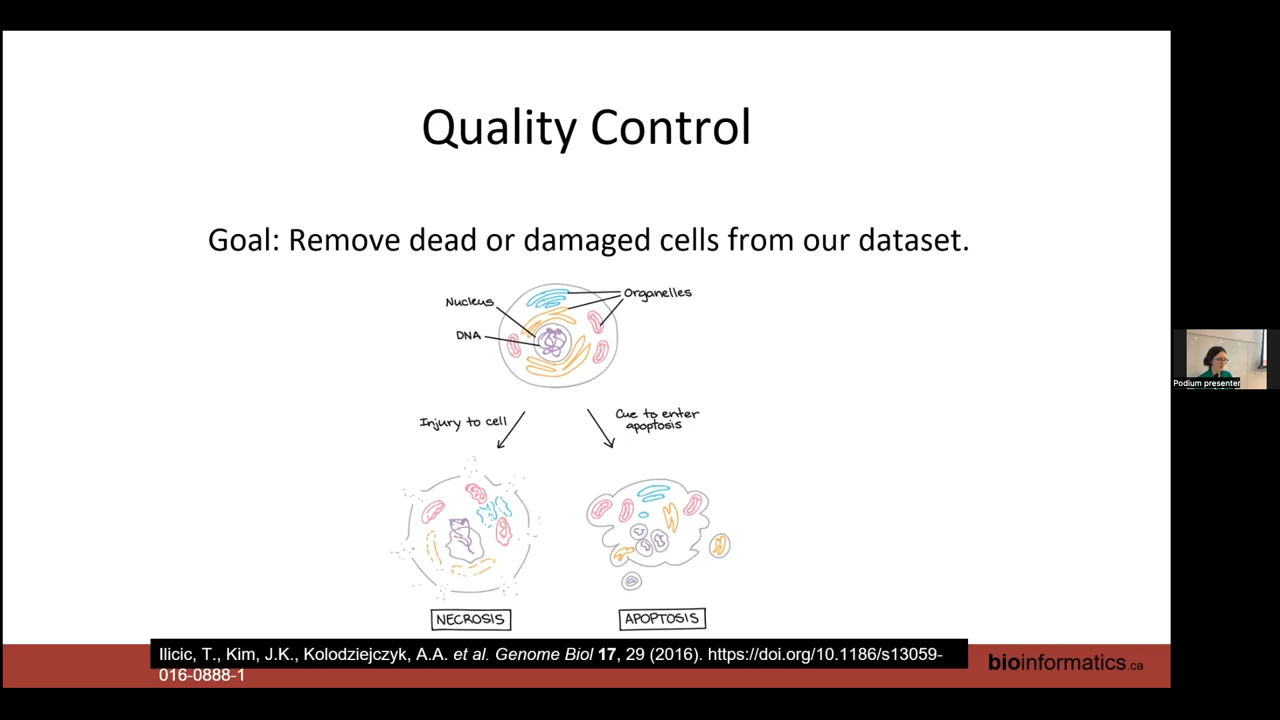 Quality Control
Goal: Remove dead or damaged cells from our dataset.
Nucleus
Organelles
DNA
Injury to cell
Cue to enter
apoptosis
NECROSIS
APOPTOSIS
Ilicic, T., Kim, J.K., Kolodziejczyk, A.A. et al. Genome Biol 17, 29 (2016). https://doi.org/10.1186/s13059-
016-0888-1
bioinformatics.ca
Podium presenter